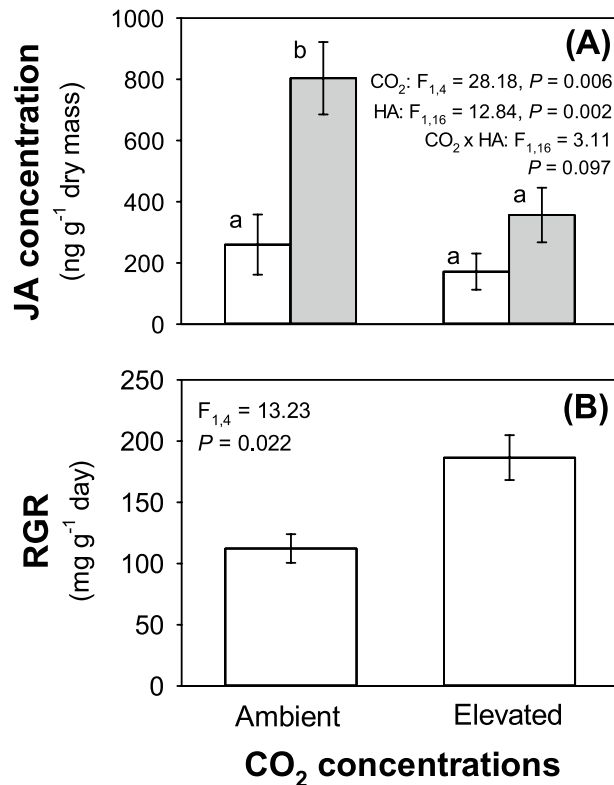 (A)
JA concentration
(ng g⁻¹ dry mass)
1000
800
600
400
200
0
a
b
a
a
CO₂: F₁,₄ = 28.18, P = 0.006
HA: F₁,₁₆ = 12.84, P = 0.002
CO₂ x HA: F₁,₁₆ = 3.11
P = 0.097
(B)
RGR
(mg g⁻¹ day)
250
200
150
100
50
0
F₁,₄ = 13.23
P = 0.022
Ambient
Elevated
CO₂ concentrations